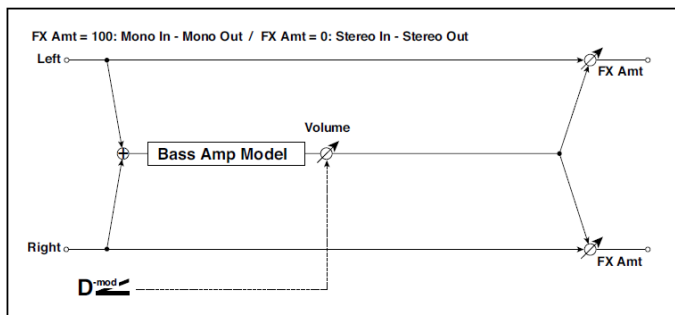 FX Amt = 100: Mono In - Mono Out / FX Amt = 0: Stereo In - Stereo Out
Left
FX Amt
Volume
Bass Amp Model
Right
FX Amt
D-mod